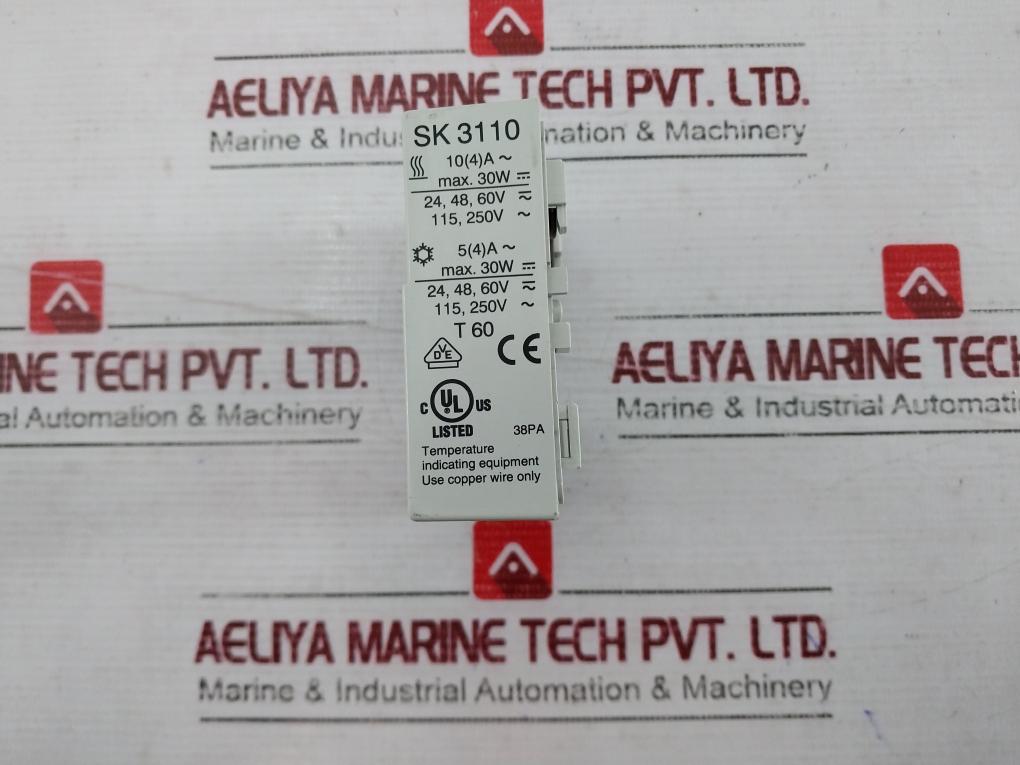 AELIYA MARINE TECH PVT. LTD.
Marine & Indus mation & Machinery
SK 3110
10(4)A ~
max. 30W ⎓
24, 48, 60V ≂
115, 250V ~
5(4)A ~
max. 30W ⎓
24, 48, 60V ≂
115, 250V ~
T 60
VDE
CE
C UL US
LISTED
38PA
Temperature
indicating equipment
Use copper wire only
INE TECH PVT. LTD.
al Automation & Machinery
AELIYA MARINE TECH
Marine & Industrial Automati
AELIYA MARINE TECH PVT. LTD.
Marine & Industrial Automation & Machinery